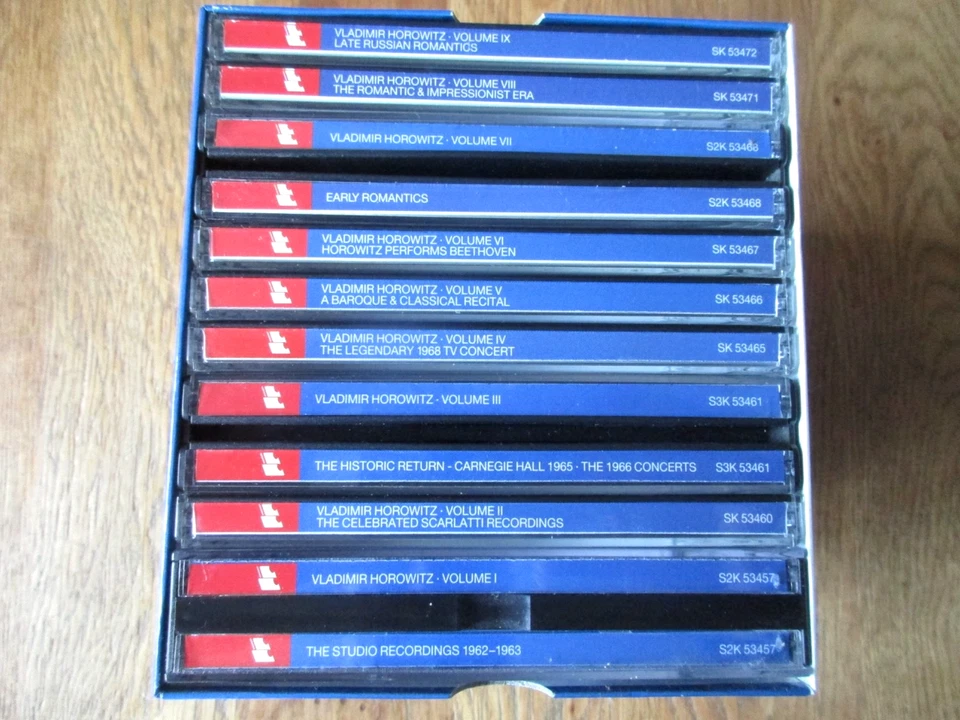 VLADIMIR HOROWITZ · VOLUME IX
LATE RUSSIAN ROMANTICS
SK 53472
VLADIMIR HOROWITZ · VOLUME VIII
THE ROMANTIC & IMPRESSIONIST ERA
SK 53471
VLADIMIR HOROWITZ · VOLUME VII
S2K 53468
EARLY ROMANTICS
S2K 53468
VLADIMIR HOROWITZ · VOLUME VI
HOROWITZ PERFORMS BEETHOVEN
SK 53467
VLADIMIR HOROWITZ · VOLUME V
A BAROQUE & CLASSICAL RECITAL
SK 53466
VLADIMIR HOROWITZ · VOLUME IV
THE LEGENDARY 1968 TV CONCERT
SK 53465
VLADIMIR HOROWITZ · VOLUME III
S3K 53461
THE HISTORIC RETURN - CARNEGIE HALL 1965 · THE 1966 CONCERTS
S3K 53461
VLADIMIR HOROWITZ · VOLUME II
THE CELEBRATED SCARLATTI RECORDINGS
SK 53460
VLADIMIR HOROWITZ · VOLUME I
S2K 53457
THE STUDIO RECORDINGS 1962–1963
S2K 53457